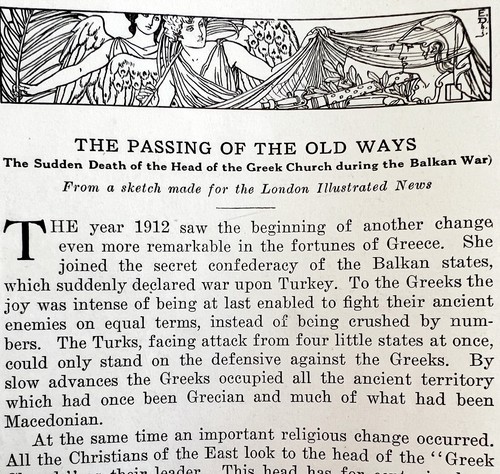 THE PASSING OF THE OLD WAYS
The Sudden Death of the Head of the Greek Church during the Balkan War)
From a sketch made for the London Illustrated News
THE year 1912 saw the beginning of another change
even more remarkable in the fortunes of Greece. She
joined the secret confederacy of the Balkan states,
which suddenly declared war upon Turkey. To the Greeks the
joy was intense of being at last enabled to fight their ancient
enemies on equal terms, instead of being crushed by num-
bers. The Turks, facing attack from four little states at once,
could only stand on the defensive against the Greeks. By
slow advances the Greeks occupied all the ancient territory
which had once been Grecian and much of what had been
Macedonian.
At the same time an important religious change occurred.
All the Christians of the East look to the head of the "Greek
their leader. This head has for